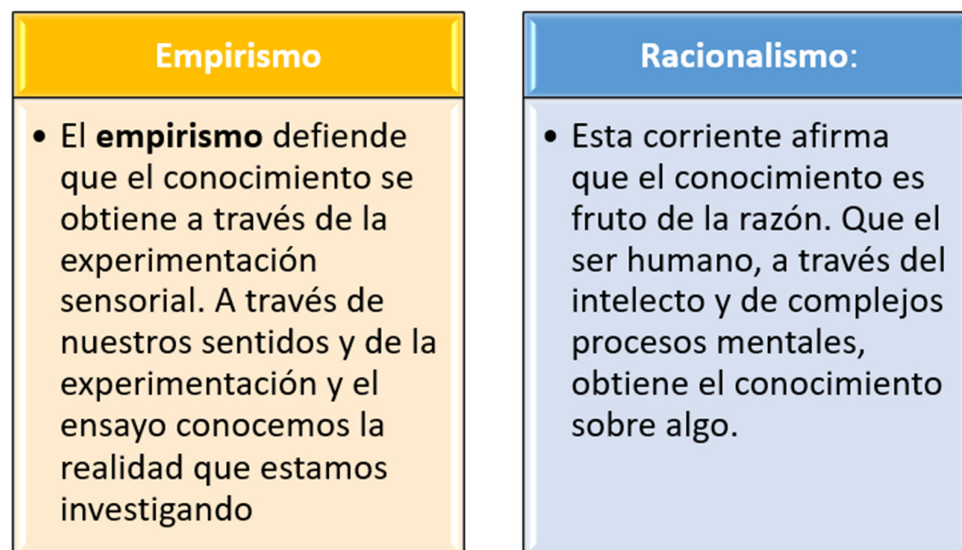 Empirismo
• El empirismo defiende
que el conocimiento se
obtiene a través de la
experimentación
sensorial. A través de
nuestros sentidos y de la
experimentación y el
ensayo conocemos la
realidad que estamos
investigando
Racionalismo:
• Esta corriente afirma
que el conocimiento es
fruto de la razón. Que el
ser humano, a través del
intelecto y de complejos
procesos mentales,
obtiene el conocimiento
sobre algo.